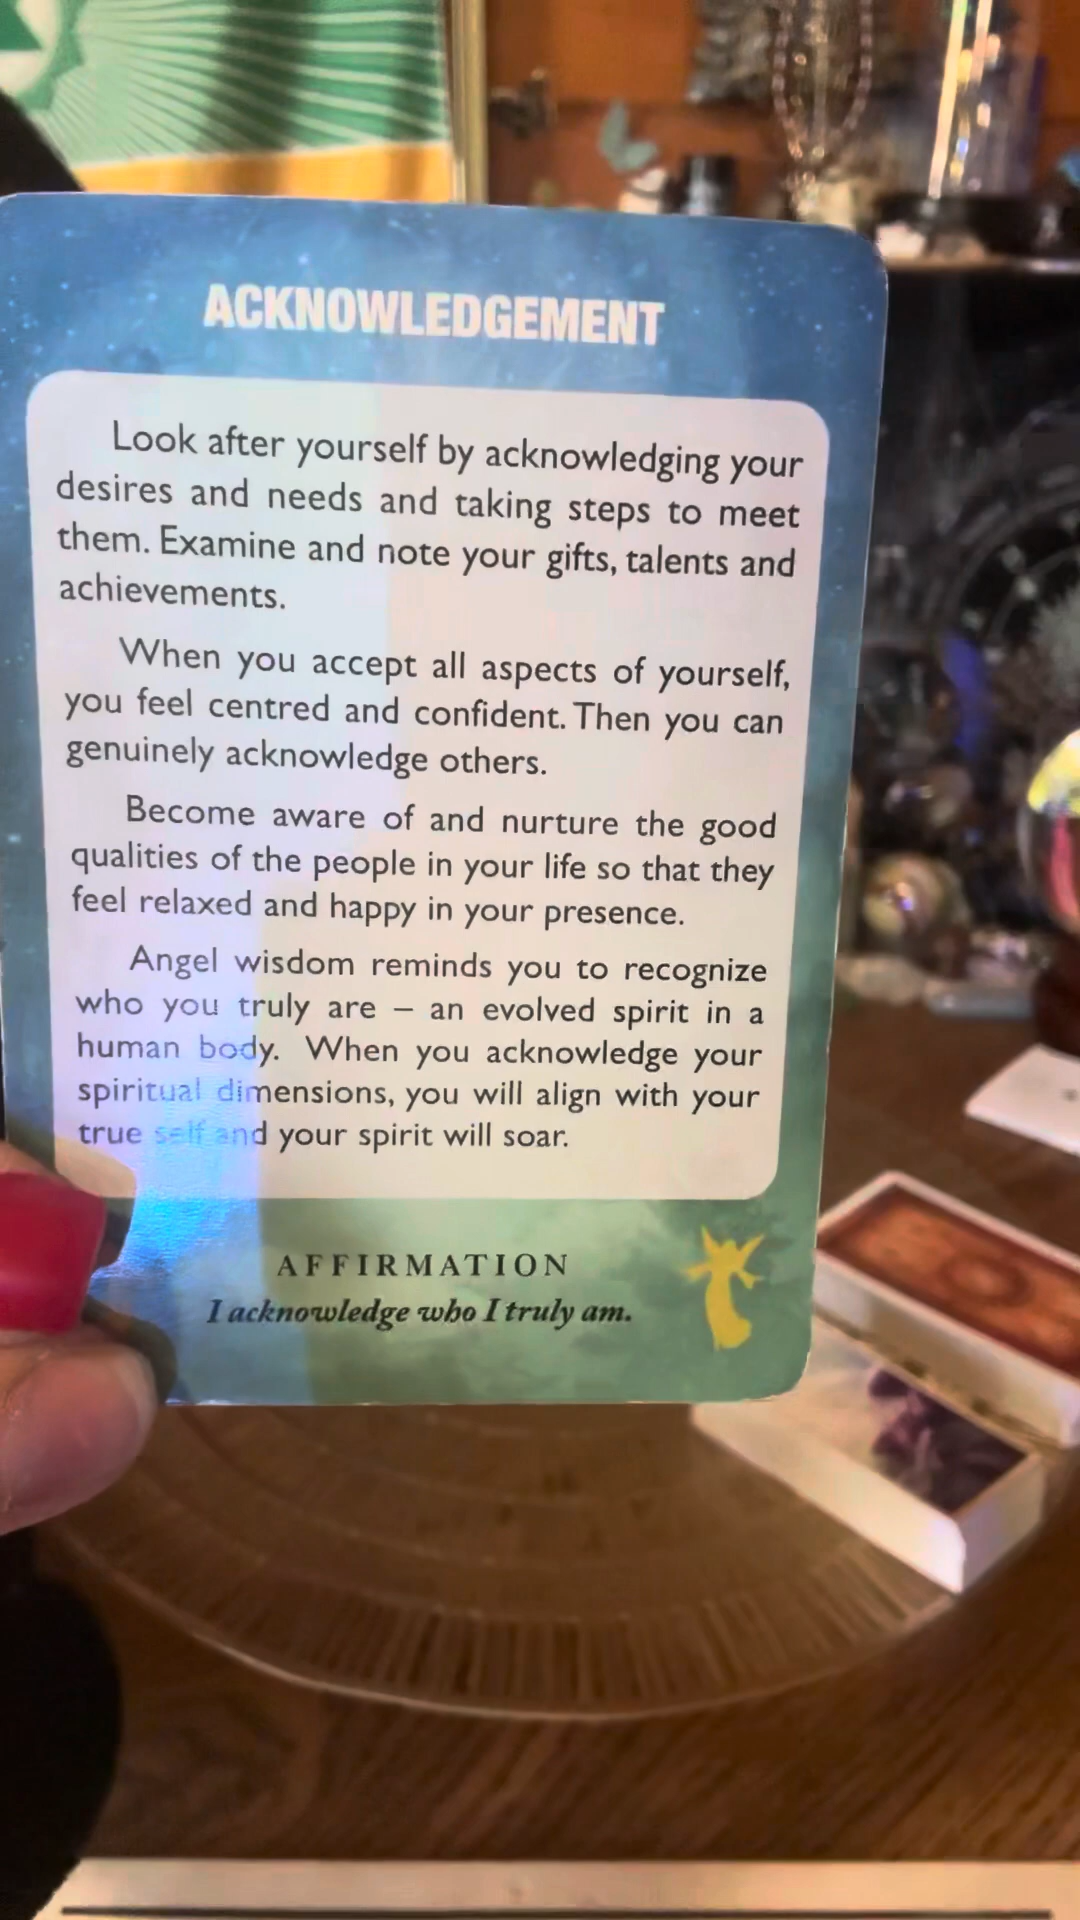 ACKNOWLEDGEMENT
Look after yourself by acknowledging your
desires and needs and taking steps to meet
them. Examine and note your gifts, talents and
achievements.
When you accept all aspects of yourself,
you feel centred and confident. Then you can
genuinely acknowledge others.
Become aware of and nurture the good
qualities of the people in your life so that they
feel relaxed and happy in your presence.
Angel wisdom reminds you to recognize
who you truly are – an evolved spirit in a
human body. When you acknowledge your
spiritual dimensions, you will align with your
true self and your spirit will soar.
AFFIRMATION
I acknowledge who I truly am.